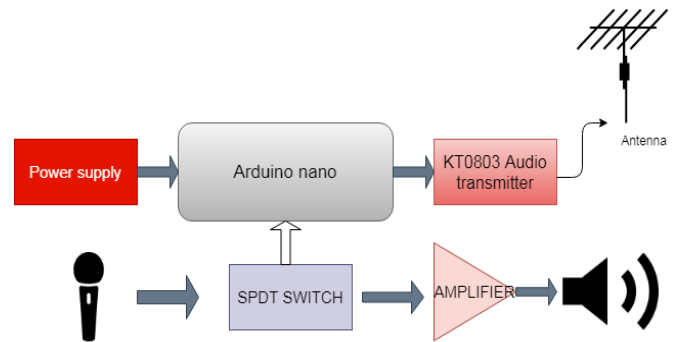 Antenna
Power supply
Arduino nano
KT0803 Audio
transmitter
SPDT SWITCH
AMPLIFIER